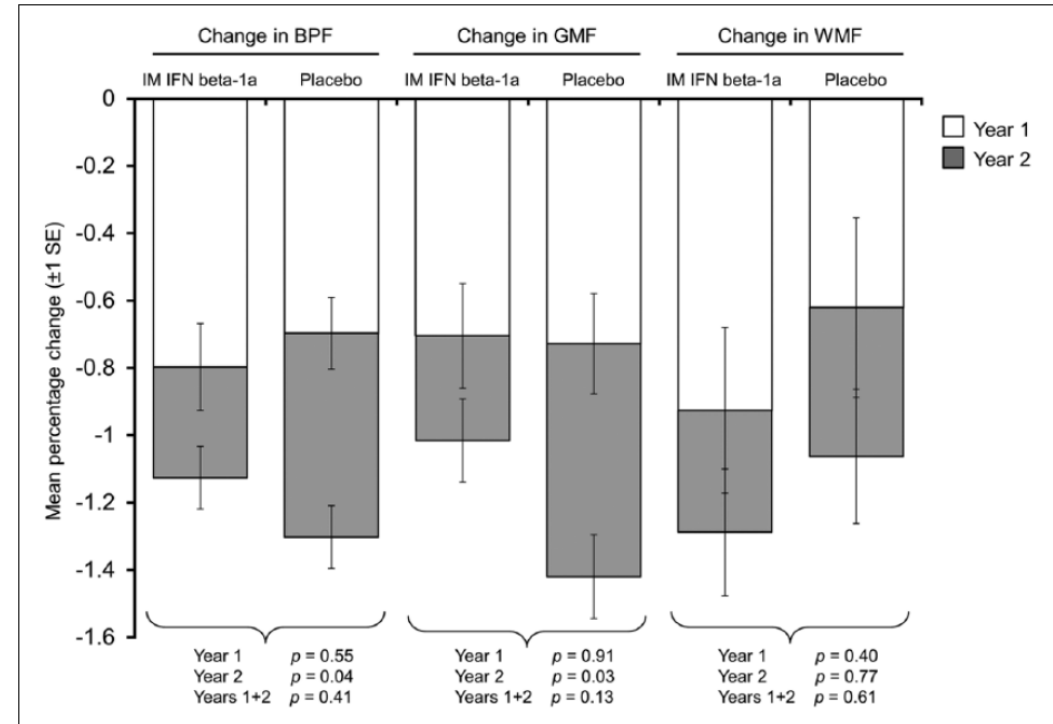 Change in BPF Change in GMF Change in WMF
IM IFN beta-1a Placebo IM IFN beta-1a Placebo IM IFN beta-1a Placebo
0
-0.2
-0.4
-0.6
-0.8
-1
-1.2
-1.4
-1.6
Mean percentage change (±1 SE)
Year 1
Year 2
Year 1 p = 0.55 Year 1 p = 0.91 Year 1 p = 0.40
Year 2 p = 0.04 Year 2 p = 0.03 Year 2 p = 0.77
Years 1+2 p = 0.41 Years 1+2 p = 0.13 Years 1+2 p = 0.61